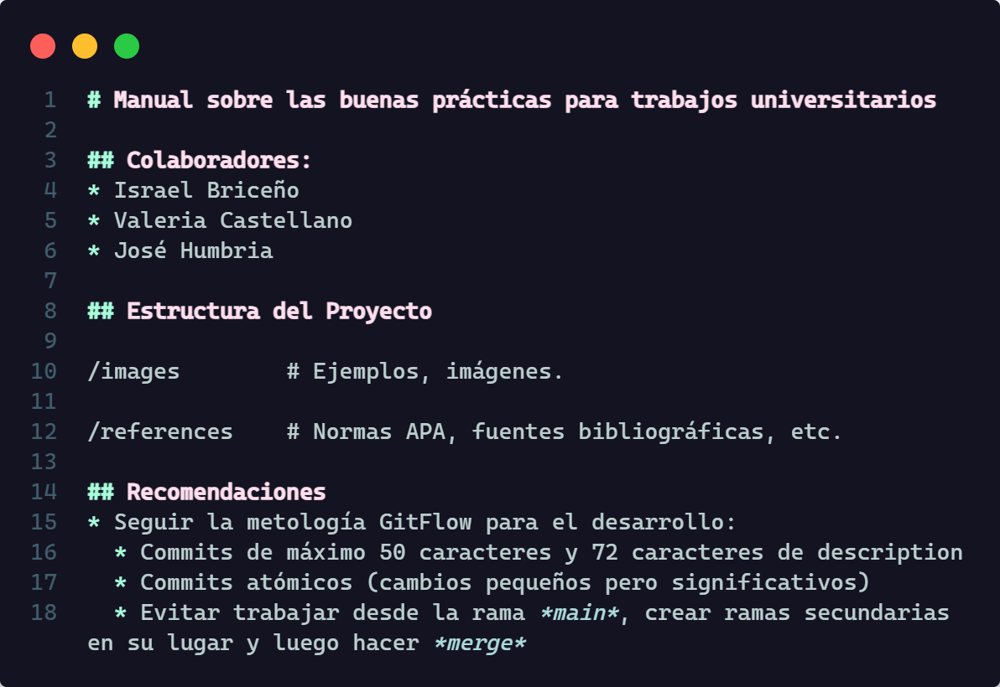 1 # Manual sobre las buenas prácticas para trabajos universitarios
2
3 ## Colaboradores:
4 * Israel Briceño
5 * Valeria Castellano
6 * José Humbria
7
8 ## Estructura del Proyecto
9
10 /images        # Ejemplos, imágenes.
11
12 /references    # Normas APA, fuentes bibliográficas, etc.
13
14 ## Recomendaciones
15 * Seguir la metología GitFlow para el desarrollo:
16   * Commits de máximo 50 caracteres y 72 caracteres de description
17   * Commits atómicos (cambios pequeños pero significativos)
18   * Evitar trabajar desde la rama *main*, crear ramas secundarias
en su lugar y luego hacer *merge*